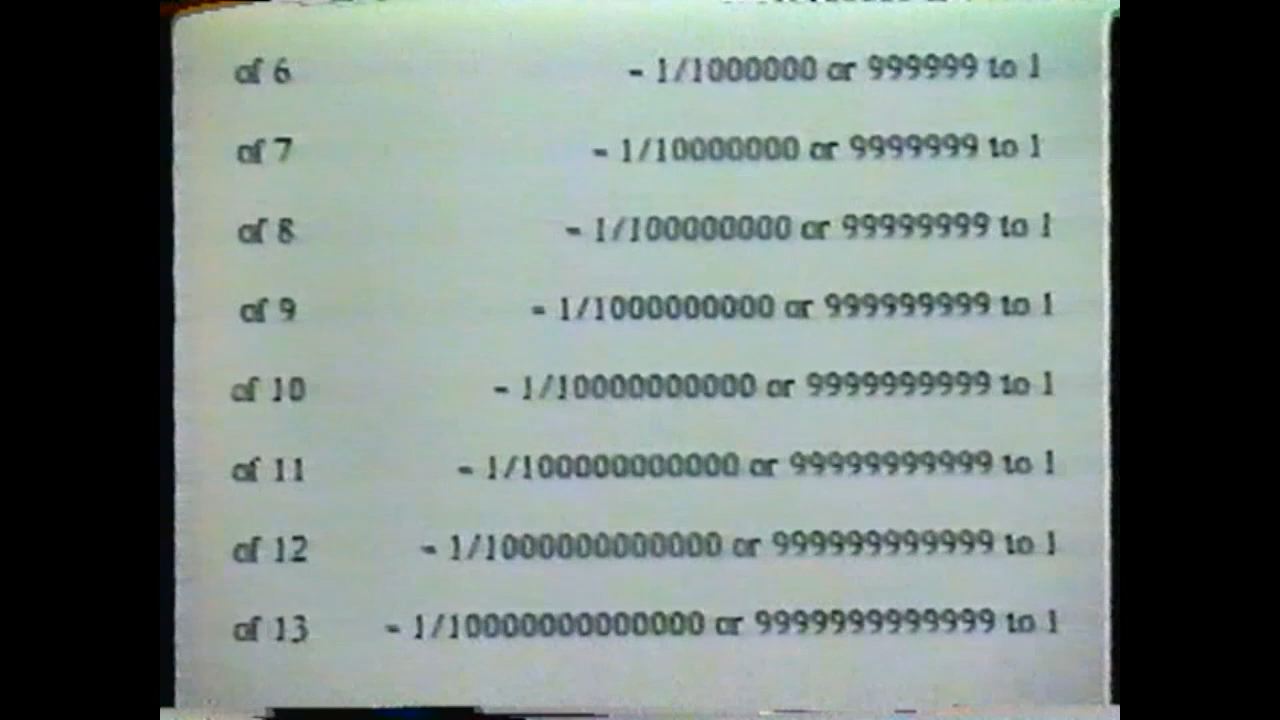 of 6 = 1/1000000 or 999999 to 1
of 7 = 1/10000000 or 9999999 to 1
of 8 = 1/100000000 or 99999999 to 1
of 9 = 1/1000000000 or 999999999 to 1
of 10 = 1/10000000000 or 9999999999 to 1
of 11 = 1/100000000000 or 99999999999 to 1
of 12 = 1/1000000000000 or 999999999999 to 1
of 13 = 1/10000000000000 or 9999999999999 to 1